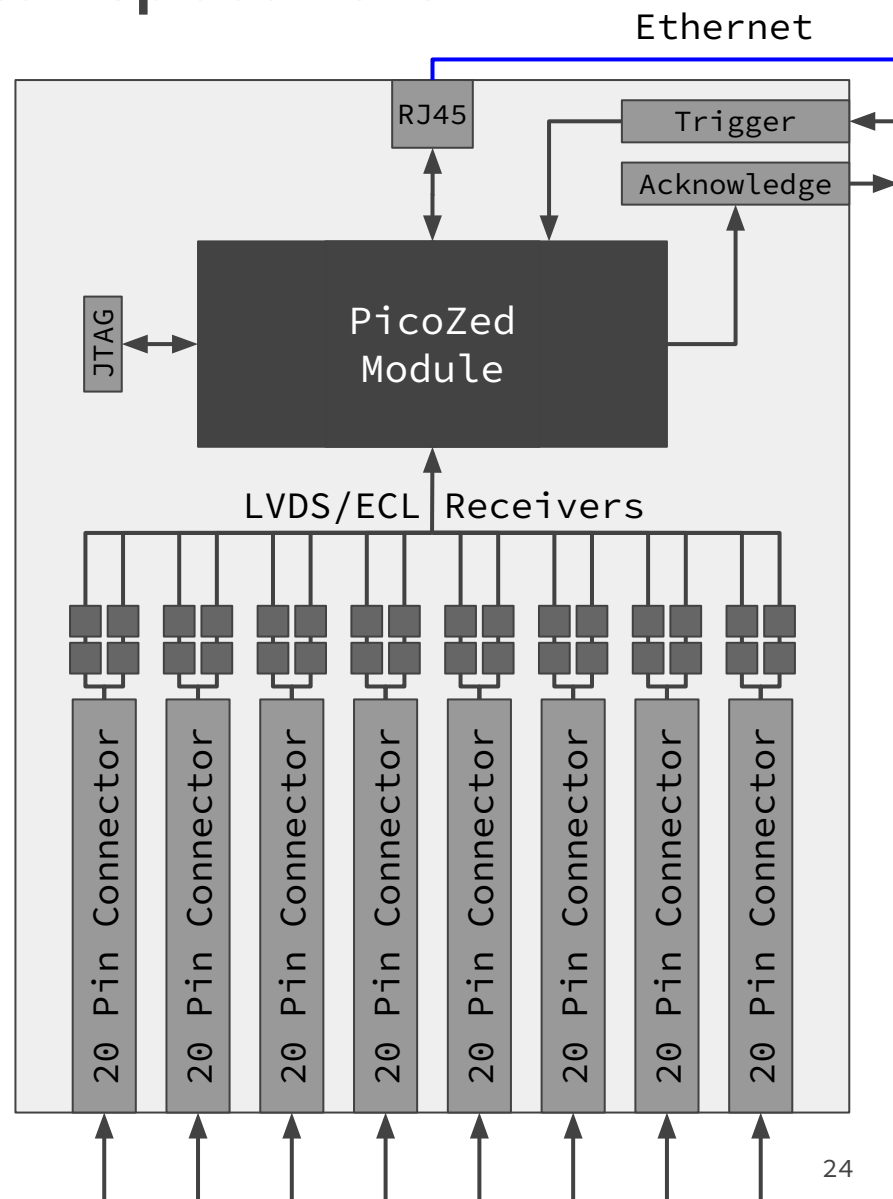 Ethernet
RJ45
Trigger
Acknowledge
JTAG
PicoZed
Module
LVDS/ECL Receivers
20 Pin Connector
20 Pin Connector
20 Pin Connector
20 Pin Connector
20 Pin Connector
20 Pin Connector
20 Pin Connector
20 Pin Connector
24